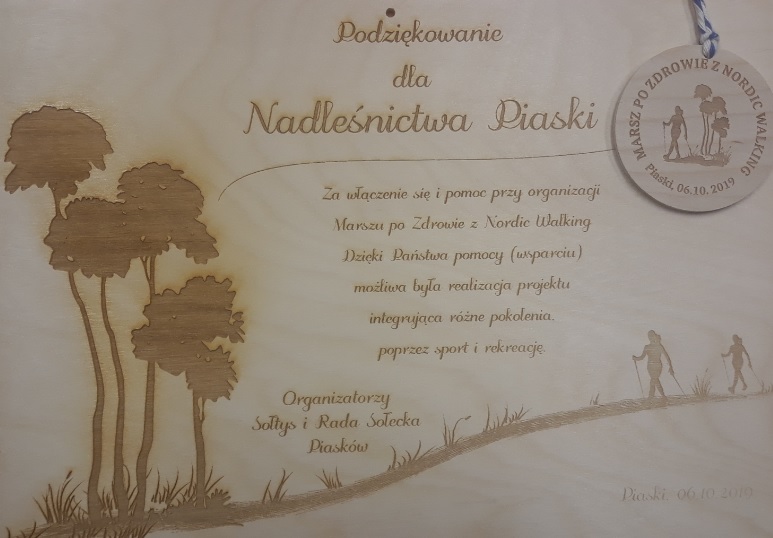 Podziękowanie
dla
Nadleśnictwa Piaski
MARSZ PO ZDROWIE Z NORDIC WALKING
Piaski, 06.10.2019
Za włączenie się i pomoc przy organizacji
Marszu po Zdrowie z Nordic Walking
Dzięki Państwa pomocy (wsparciu)
możliwa była realizacja projektu
integrująca różne pokolenia.
poprzez sport i rekreację.
Organizatorzy
Sołtys i Rada Sołecka
Piasków
Piaski, 06.10.2019